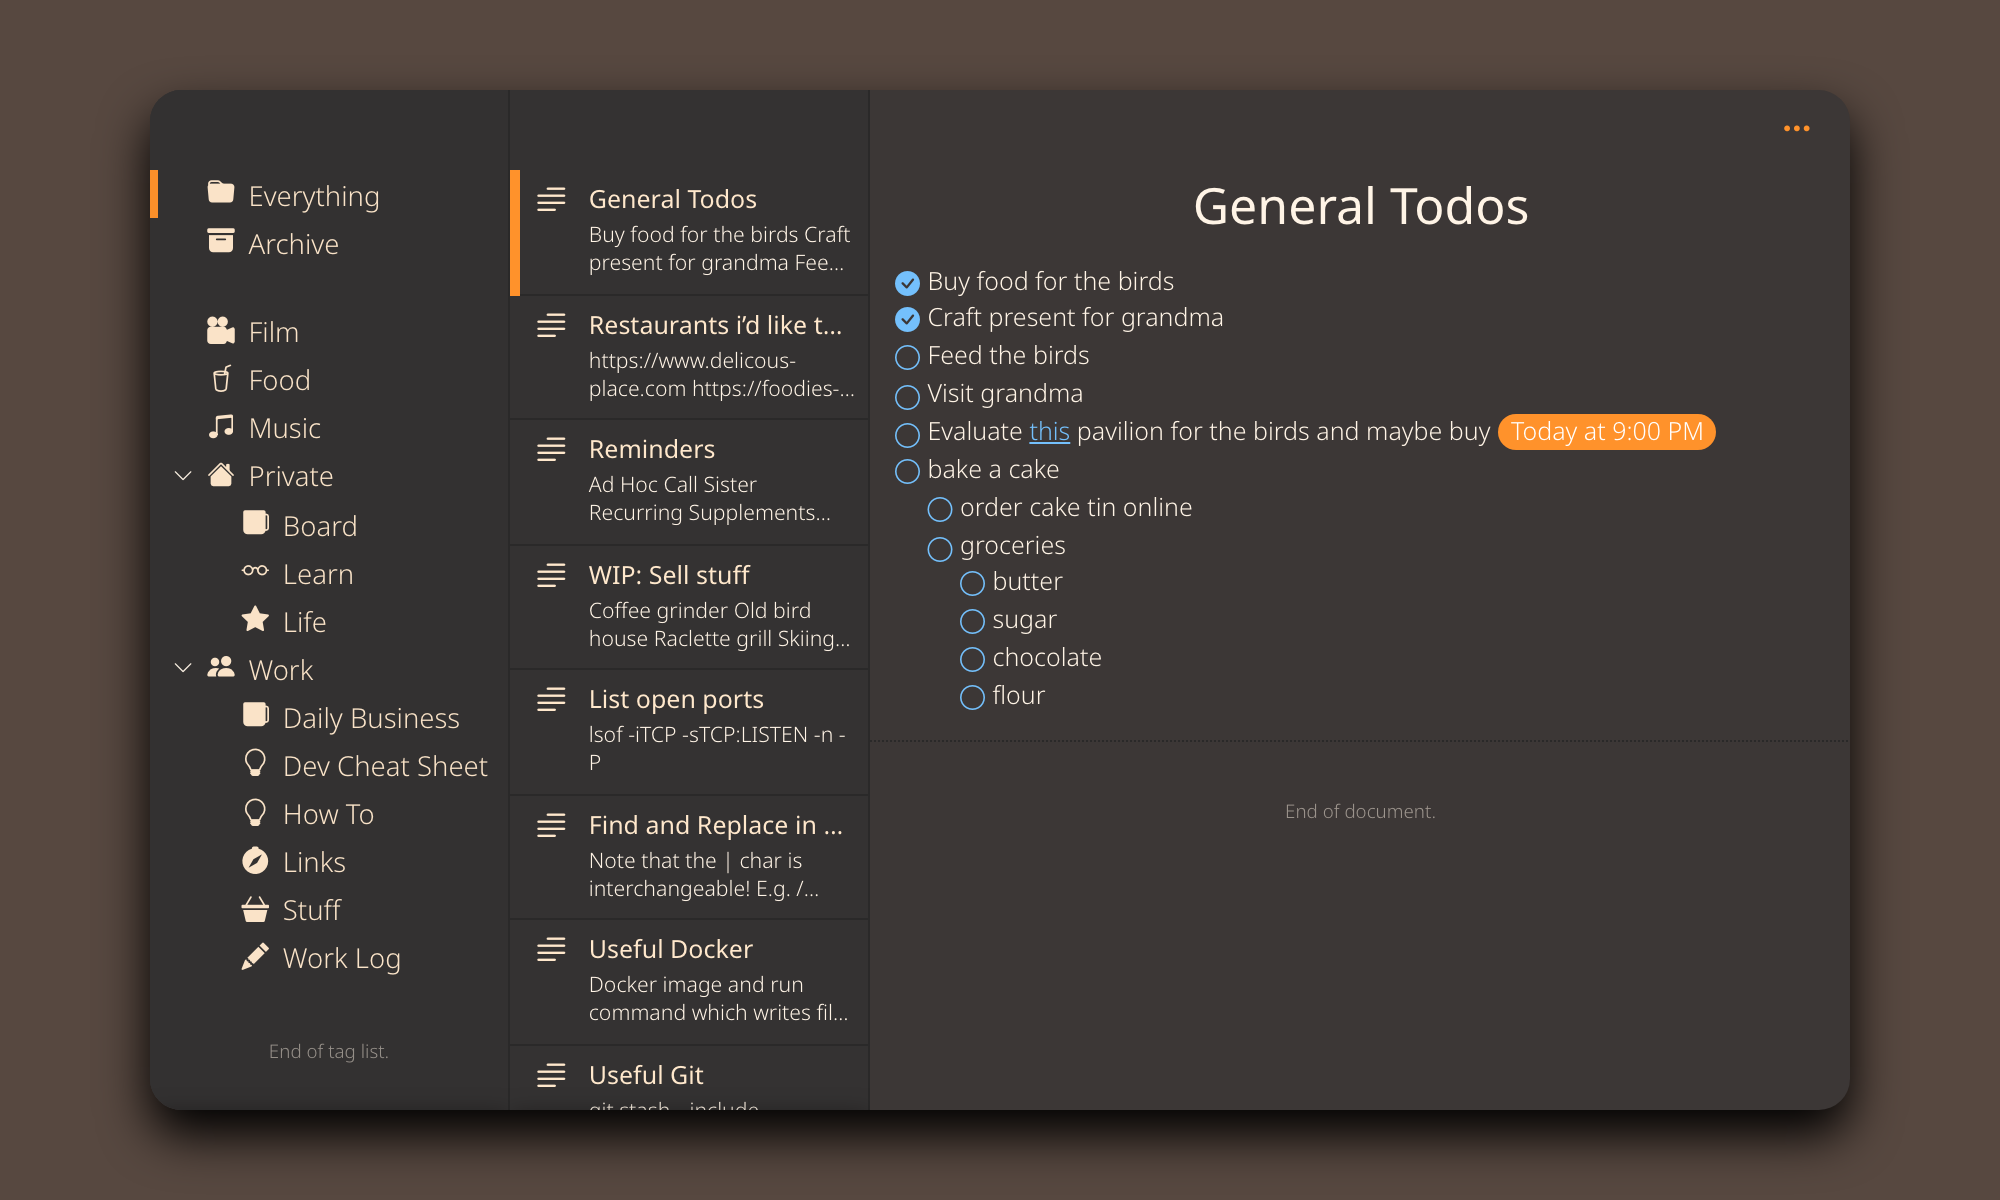 Everything
Archive
Film
Food
Music
Private
Board
Learn
Life
Work
Daily Business
Dev Cheat Sheet
How To
Links
Stuff
Work Log
End of tag list.
General Todos
Buy food for the birds Craft
present for grandma Fee...
Restaurants i’d like t...
https://www.delicous-
place.com https://foodies-...
Reminders
Ad Hoc Call Sister
Recurring Supplements...
WIP: Sell stuff
Coffee grinder Old bird
house Raclette grill Skiing...
List open ports
lsof -iTCP -sTCP:LISTEN -n -
P
Find and Replace in ...
Note that the | char is
interchangeable! E.g. /...
Useful Docker
Docker image and run
command which writes fil...
Useful Git
General Todos
Buy food for the birds
Craft present for grandma
Feed the birds
Visit grandma
Evaluate this pavilion for the birds and maybe buy Today at 9:00 PM
bake a cake
order cake tin online
groceries
butter
sugar
chocolate
flour
End of document.